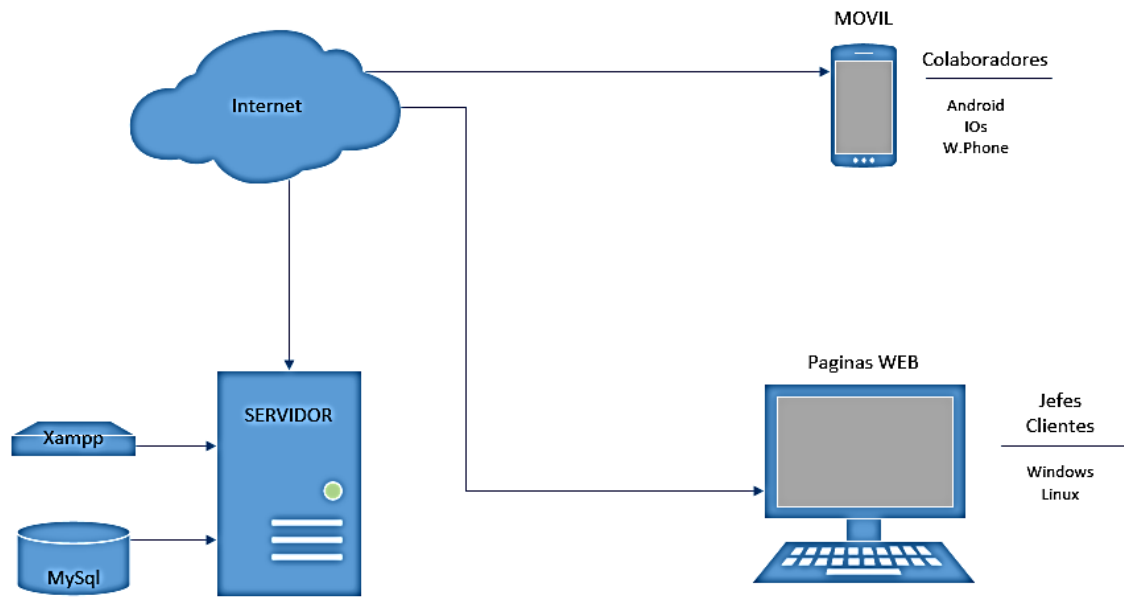 MOVIL
Colaboradores
Android
IOs
W.Phone
Internet
Paginas WEB
Jefes
Clientes
Windows
Linux
SERVIDOR
Xampp
MySql